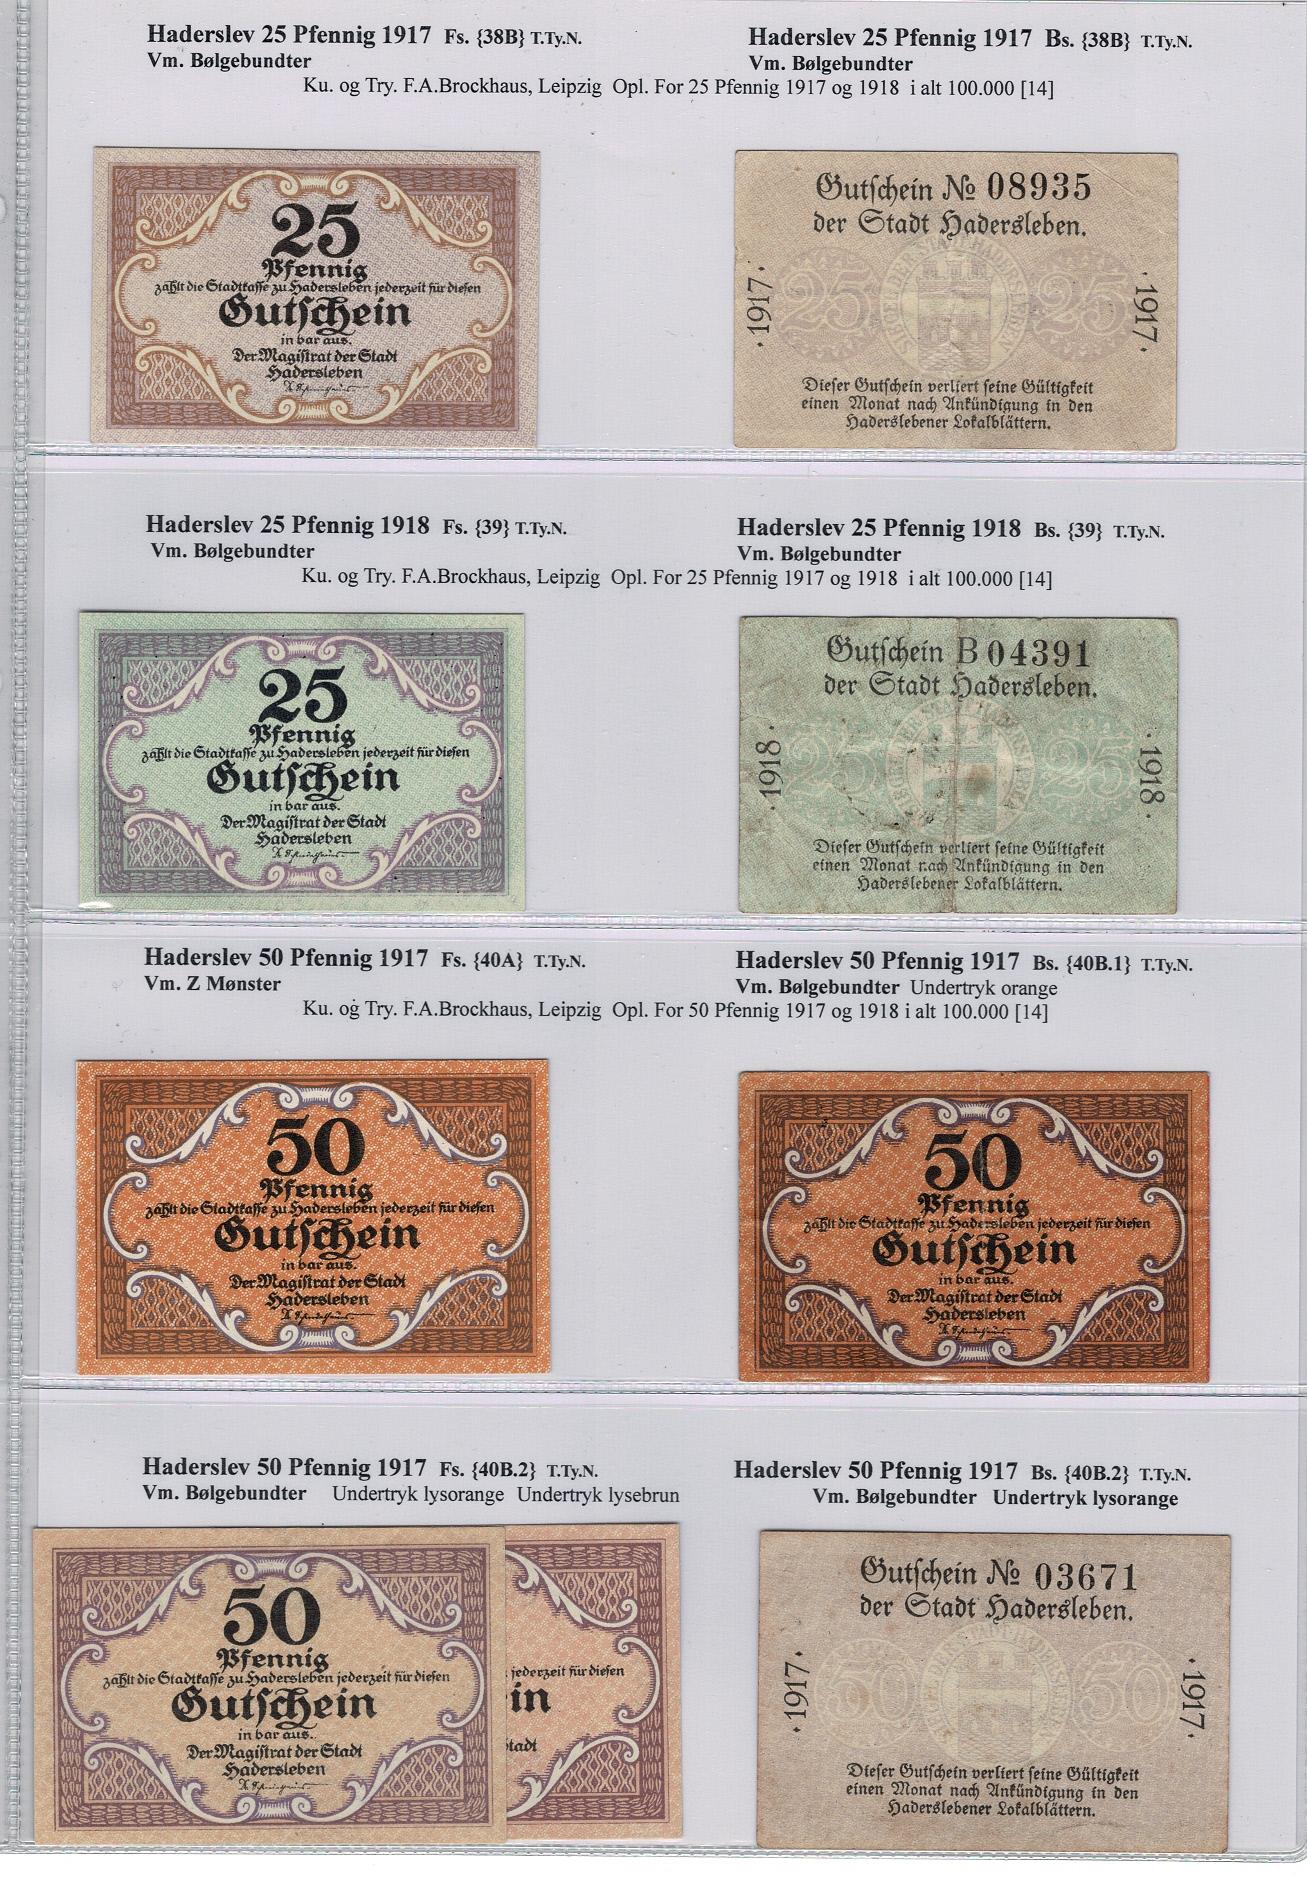 Haderslev 25 Pfennig 1917 Fs. {38B} T.Ty.N.
Vm. Bølgebundter
Haderslev 25 Pfennig 1917 Bs. {38B} T.Ty.N.
Vm. Bølgebundter
Ku. og Try. F.A.Brockhaus, Leipzig Opl. For 25 Pfennig 1917 og 1918 i alt 100.000 [14]
25
Pfennig
zahlt die Stadtkasse zu Hadersleben jederzeit für diesen
Gutschein
in bar aus.
Der Magistrat der Stadt
Hadersleben
Gutschein № 08935
der Stadt Hadersleben.
·1917·
25
25
·1917·
Dieser Gutschein verliert seine Gültigkeit
einen Monat nach Ankündigung in den
Haderslebener Lokalblättern.
Haderslev 25 Pfennig 1918 Fs. {39} T.Ty.N.
Vm. Bølgebundter
Haderslev 25 Pfennig 1918 Bs. {39} T.Ty.N.
Vm. Bølgebundter
Ku. og Try. F.A.Brockhaus, Leipzig Opl. For 25 Pfennig 1917 og 1918 i alt 100.000 [14]
25
Pfennig
zahlt die Stadtkasse zu Hadersleben jederzeit für diesen
Gutschein
in bar aus.
Der Magistrat der Stadt
Hadersleben
Gutschein B 04391
der Stadt Hadersleben.
·1918·
25
25
·1918·
Dieser Gutschein verliert seine Gültigkeit
einen Monat nach Ankündigung in den
Haderslebener Lokalblättern.
Haderslev 50 Pfennig 1917 Fs. {40A} T.Ty.N.
Vm. Z Mønster
Haderslev 50 Pfennig 1917 Bs. {40B.1} T.Ty.N.
Vm. Bølgebundter Undertryk orange
Ku. og Try. F.A.Brockhaus, Leipzig Opl. For 50 Pfennig 1917 og 1918 i alt 100.000 [14]
50
Pfennig
zahlt die Stadtkasse zu Hadersleben jederzeit für diesen
Gutschein
in bar aus.
Der Magistrat der Stadt
Hadersleben
50
Pfennig
zahlt die Stadtkasse zu Hadersleben jederzeit für diesen
Gutschein
in bar aus.
Der Magistrat der Stadt
Hadersleben
Haderslev 50 Pfennig 1917 Fs. {40B.2} T.Ty.N.
Vm. Bølgebundter Undertryk lysorange Undertryk lysebrun
Haderslev 50 Pfennig 1917 Bs. {40B.2} T.Ty.N.
Vm. Bølgebundter Undertryk lysorange
50
Pfennig
zahlt die Stadtkasse zu Hadersleben jederzeit für diesen
Gutschein
in bar aus.
Der Magistrat der Stadt
Hadersleben
jederzeit für diesen
in
tadt
Gutschein № 03671
der Stadt Hadersleben.
·1917·
50
50
·1917·
Dieser Gutschein verliert seine Gültigkeit
einen Monat nach Ankündigung in den
Haderslebener Lokalblättern.